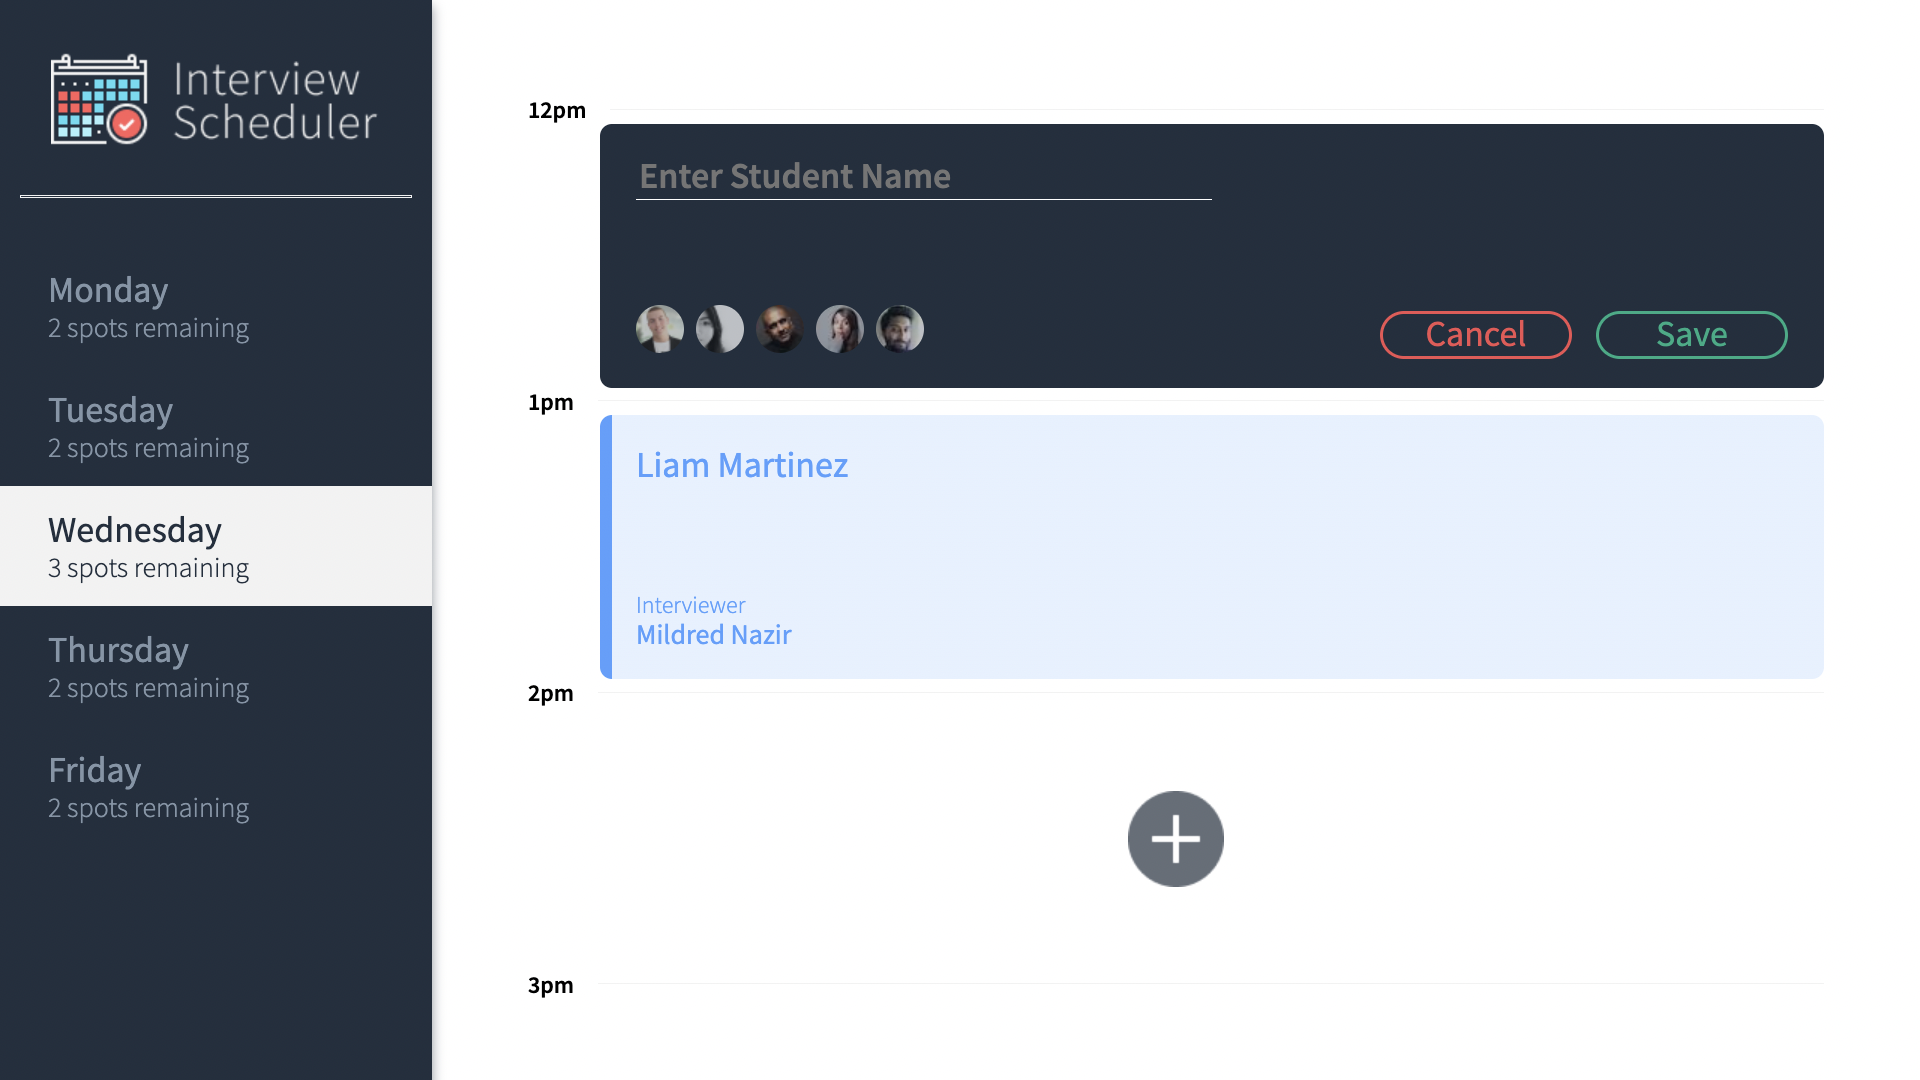 Interview
Scheduler
Monday
2 spots remaining
Tuesday
2 spots remaining
Wednesday
3 spots remaining
Thursday
2 spots remaining
Friday
2 spots remaining
12pm
Enter Student Name
Cancel
Save
1pm
Liam Martinez
Interviewer
Mildred Nazir
2pm
3pm